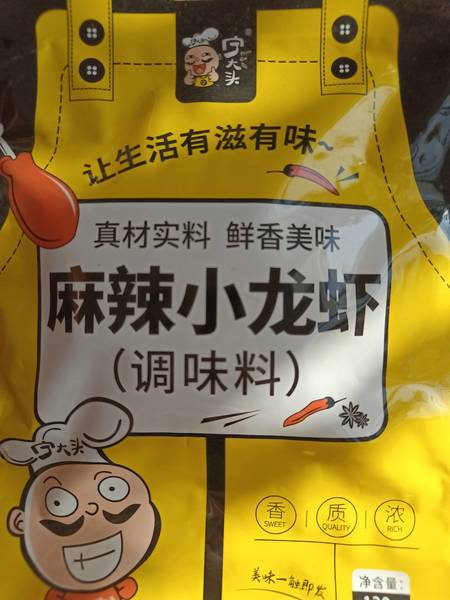 宁大头
让生活有滋有味~
真材实料 鲜香美味
麻辣小龙虾
(调味料)
宁大头
香 质 浓
SWEET QUALITY RICH
美味一触即发
净含量: